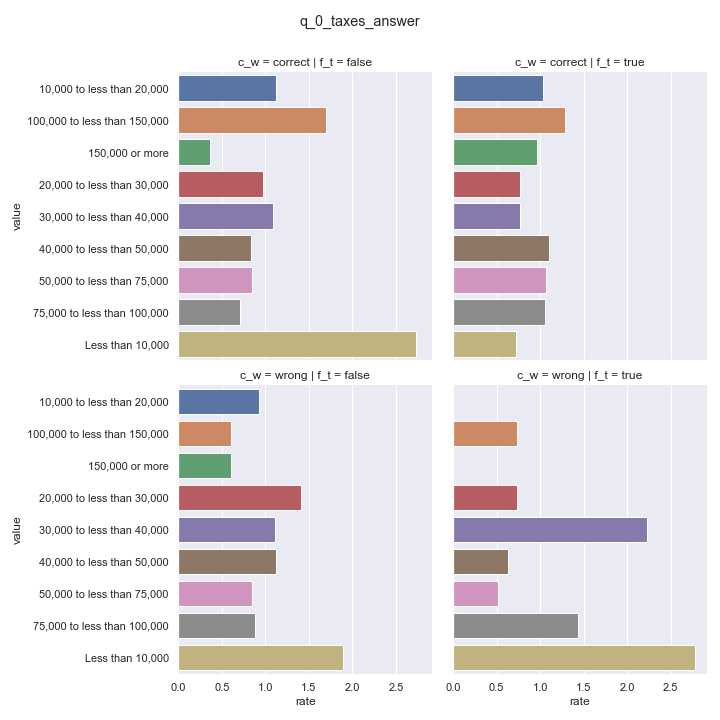 q_0_taxes_answer
c_w = correct | f_t = false
c_w = correct | f_t = true
value
10,000 to less than 20,000
100,000 to less than 150,000
150,000 or more
20,000 to less than 30,000
30,000 to less than 40,000
40,000 to less than 50,000
50,000 to less than 75,000
75,000 to less than 100,000
Less than 10,000
c_w = wrong | f_t = false
c_w = wrong | f_t = true
value
10,000 to less than 20,000
100,000 to less than 150,000
150,000 or more
20,000 to less than 30,000
30,000 to less than 40,000
40,000 to less than 50,000
50,000 to less than 75,000
75,000 to less than 100,000
Less than 10,000
0.0 0.5 1.0 1.5 2.0 2.5
rate
0.0 0.5 1.0 1.5 2.0 2.5
rate